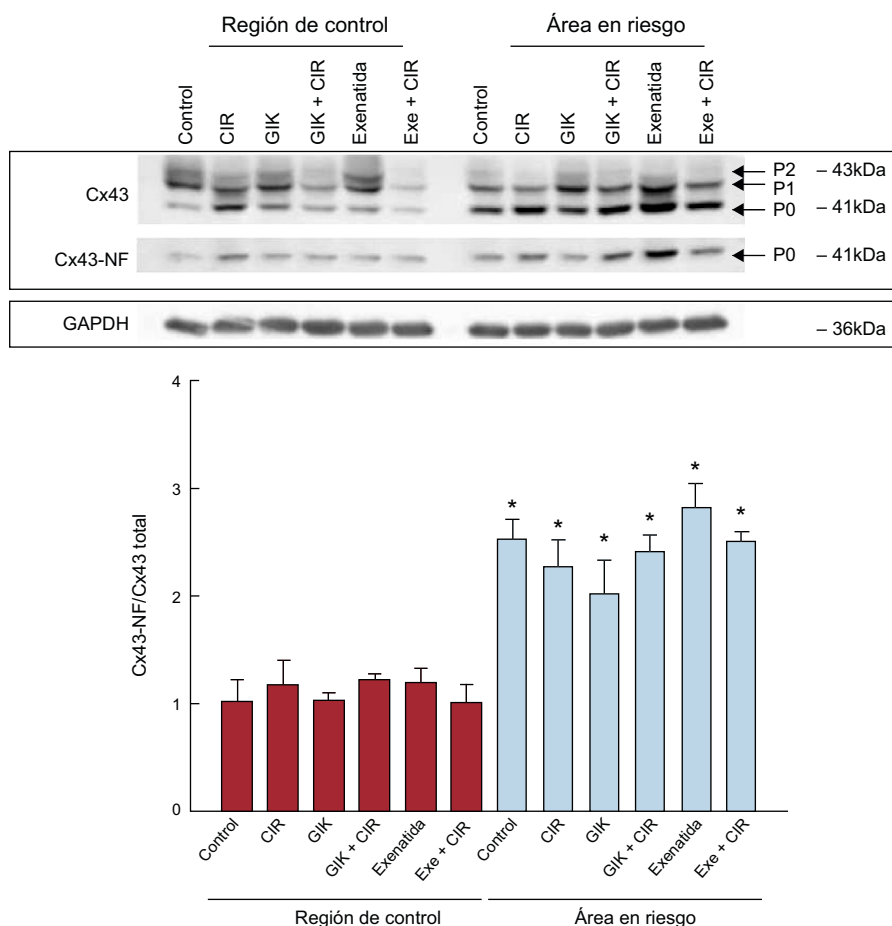 Región de control Área en riesgo
Control CIR GIK GIK + CIR Exenatida Exe + CIR Control CIR GIK GIK + CIR Exenatida Exe + CIR
P2 – 43kDa
Cx43 P1
P0 – 41kDa
Cx43-NF P0 – 41kDa
GAPDH – 36kDa
Cx43-NF/Cx43 total
4
3
2
1
0
* * * * * *
Control CIR GIK GIK + CIR Exenatida Exe + CIR Control CIR GIK GIK + CIR Exenatida Exe + CIR
Región de control Área en riesgo